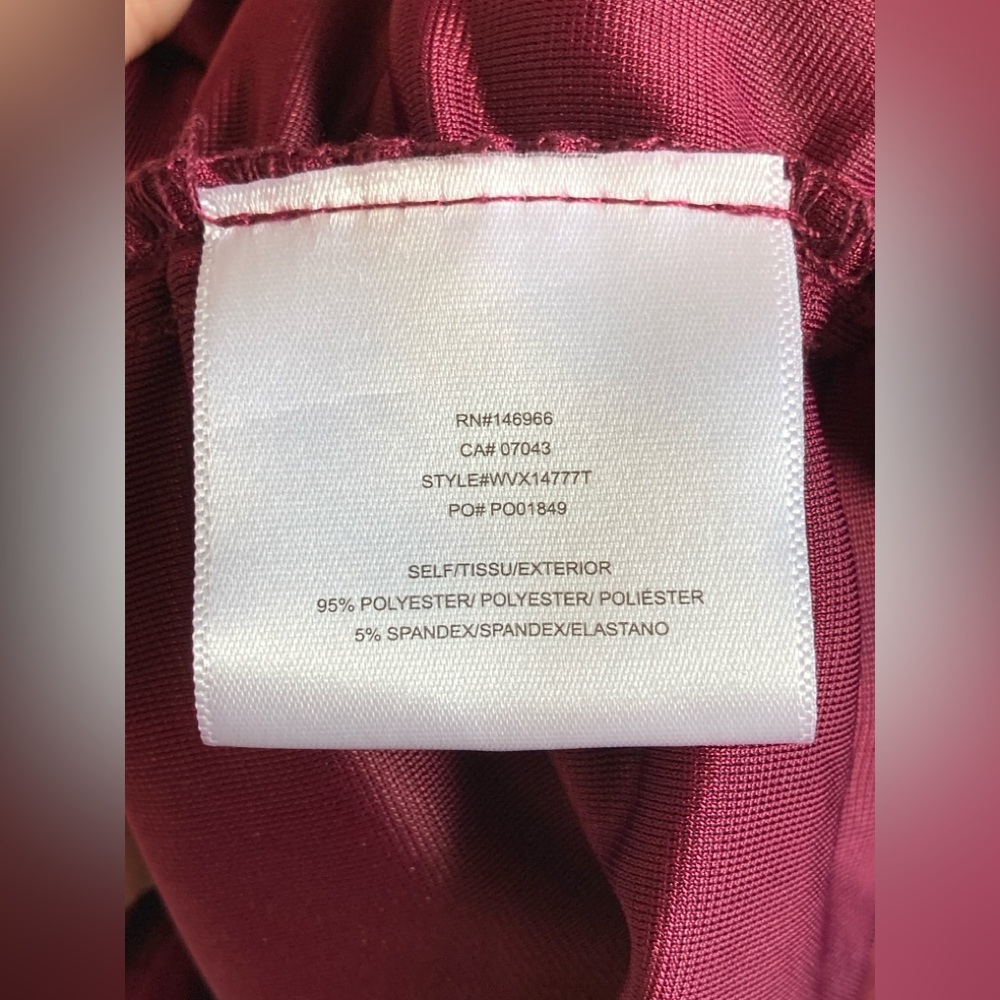 RN#146966
CA# 07043
STYLE#WVX14777T
PO# PO01849
SELF/TISSU/EXTERIOR
95% POLYESTER/ POLYESTER/ POLIÉSTER
5% SPANDEX/SPANDEX/ELASTANO